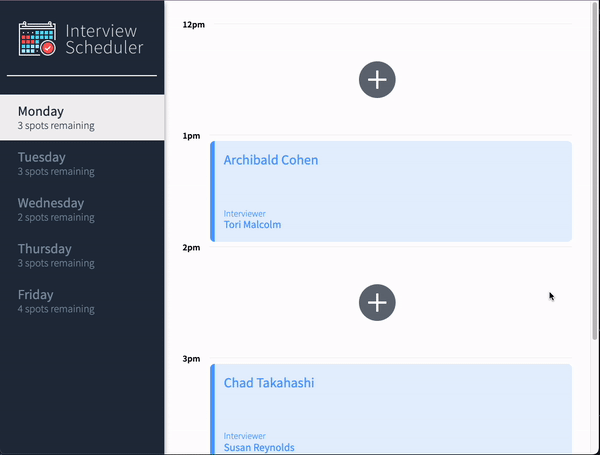 Interview
Scheduler
Monday
3 spots remaining
Tuesday
3 spots remaining
Wednesday
2 spots remaining
Thursday
3 spots remaining
Friday
4 spots remaining
12pm
1pm
Archibald Cohen
Interviewer
Tori Malcolm
2pm
3pm
Chad Takahashi
Interviewer
Susan Reynolds